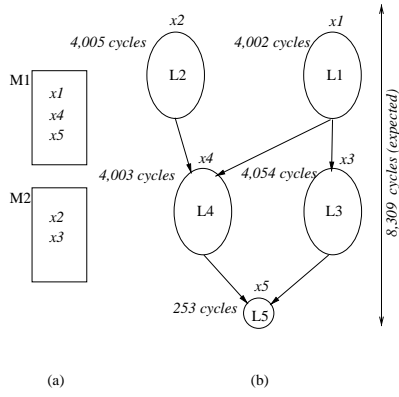 x2
x1
4,005 cycles
4,002 cycles
L2
L1
M1
x1
x4
x5
x4
x3
4,003 cycles
4,054 cycles
M2
x2
x3
L4
L3
x5
253 cycles
L5
8,309 cycles (expected)
(a)
(b)